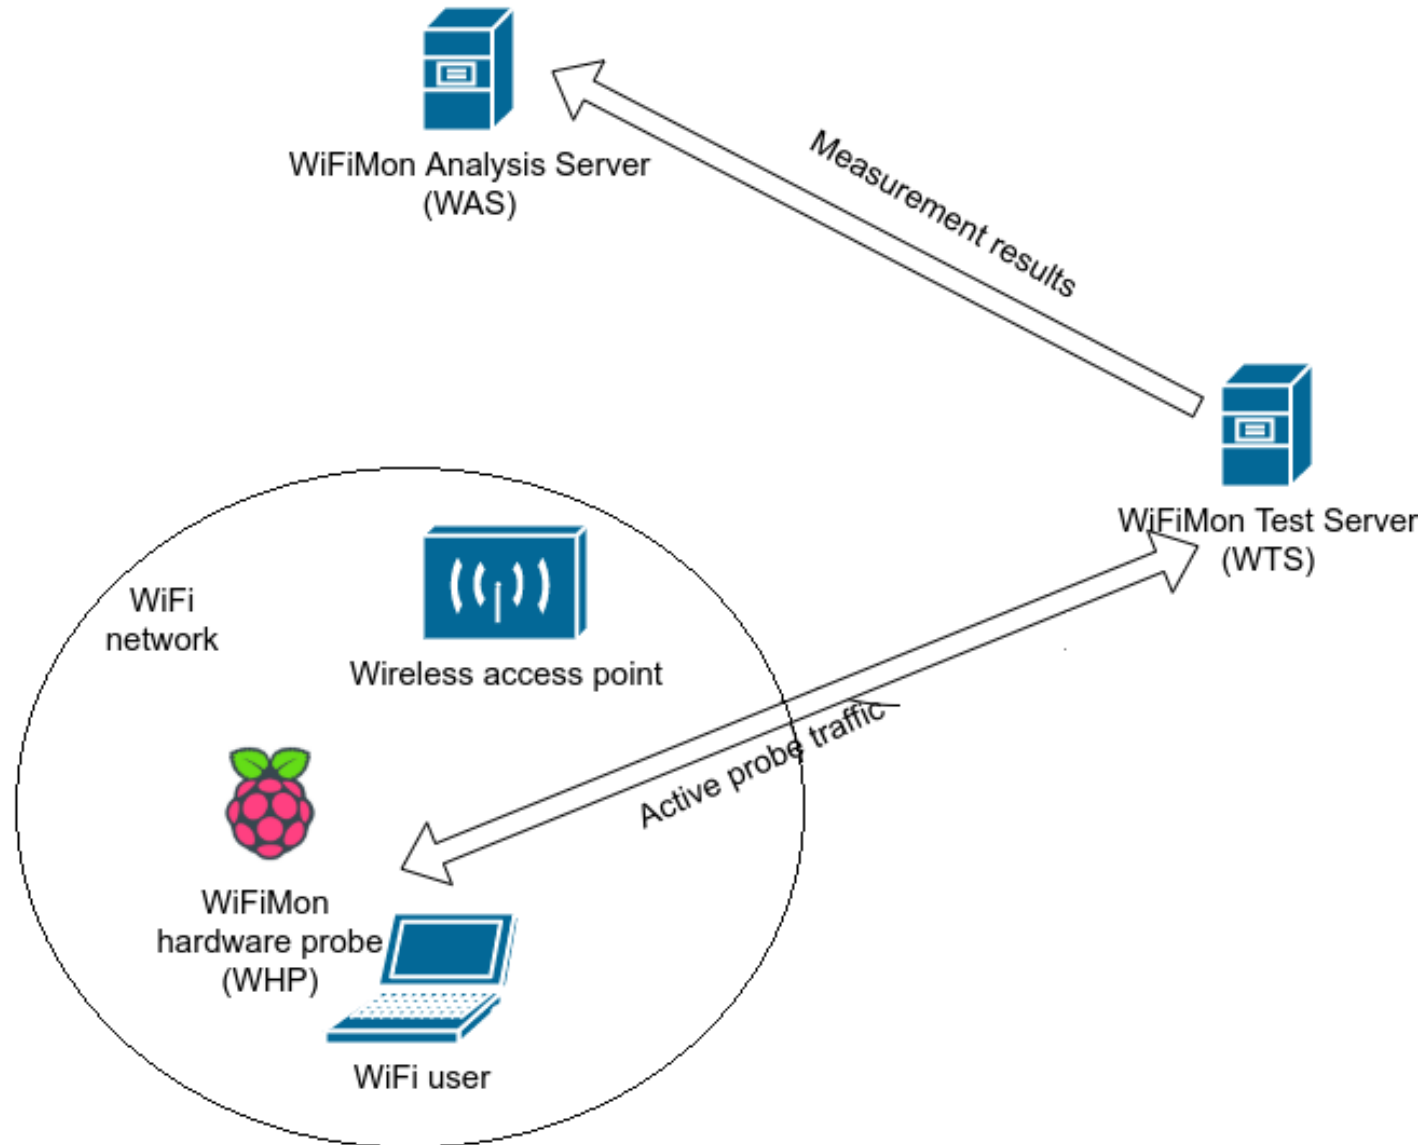 WiFiMon Analysis Server
(WAS)
Measurement results
WiFiMon Test Server
(WTS)
WiFi
network
Wireless access point
Active probe traffic
WiFiMon
hardware probe
(WHP)
WiFi user